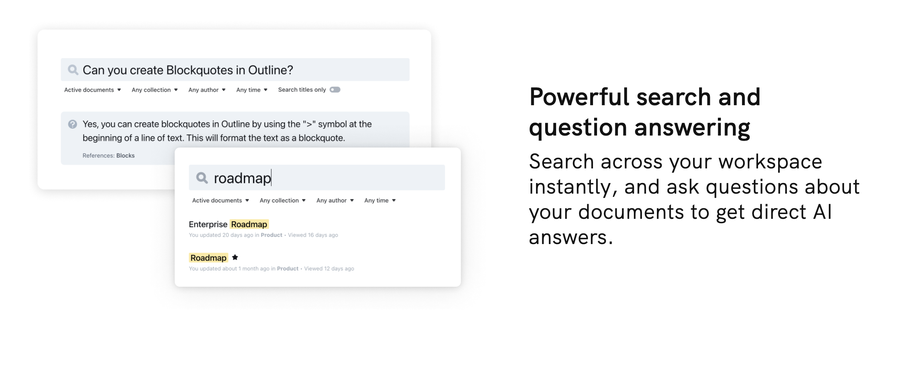 Can you create Blockquotes in Outline?
Active documents Any collection Any author Any time Search titles only
Yes, you can create blockquotes in Outline by using the ">" symbol at the
beginning of a line of text. This will format the text as a blockquote.
References: Blocks
roadmap
Active documents Any collection Any author Any time
Enterprise Roadmap
You updated 20 days ago in Product • Viewed 16 days ago
Roadmap
You updated about 1 month ago in Product • Viewed 12 days ago
Powerful search and
question answering
Search across your workspace
instantly, and ask questions about
your documents to get direct AI
answers.